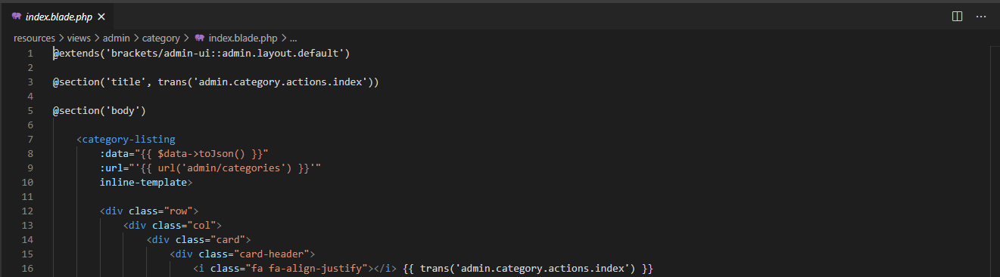 index.blade.php
resources > views > admin > category > index.blade.php > ...
1 @extends('brackets/admin-ui::admin.layout.default')
2
3 @section('title', trans('admin.category.actions.index'))
4
5 @section('body')
6
7     <category-listing
8         :data="{{ $data->toJson() }}"
9         :url="'{{ url('admin/categories') }}'"
10         inline-template>
11
12         <div class="row">
13             <div class="col">
14                 <div class="card">
15                     <div class="card-header">
16                         <i class="fa fa-align-justify"></i> {{ trans('admin.category.actions.index') }}